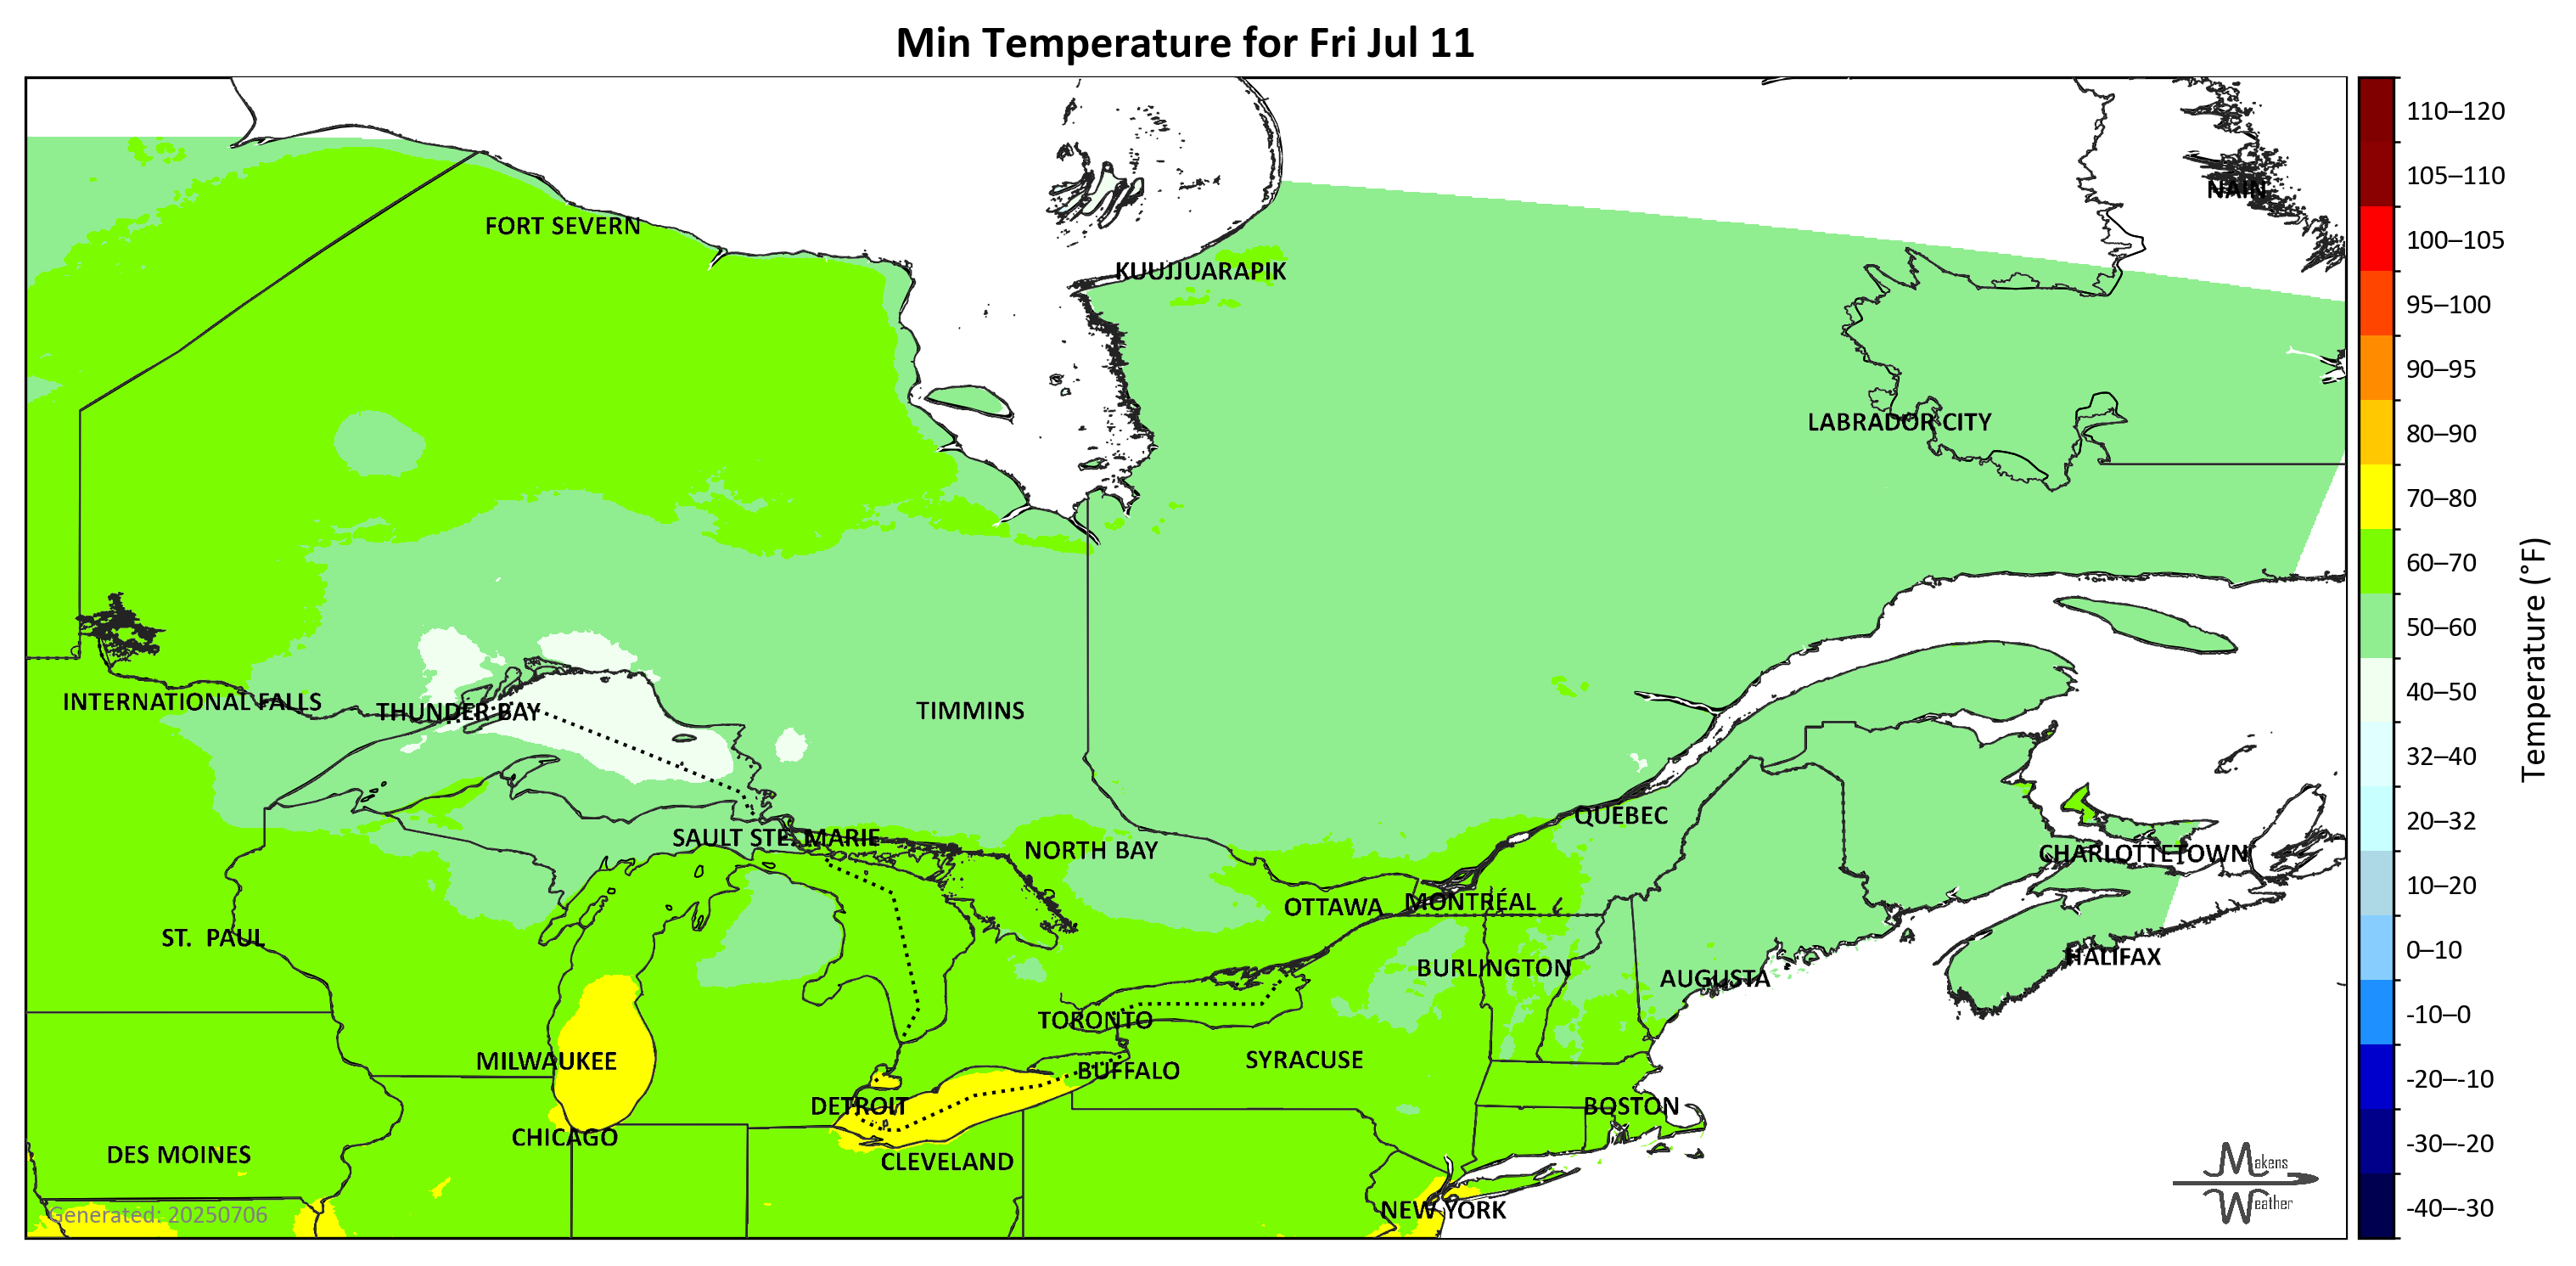 Min Temperature for Fri Jul 11
NAIN
FORT SEVERN
KUUJJUARAPIK
LABRADOR CITY
INTERNATIONAL FALLS
THUNDER BAY
TIMMINS
QUEBEC
SAULT STE. MARIE
NORTH BAY
CHARLOTTETOWN
OTTAWA
MONTRÉAL
ST. PAUL
HALIFAX
BURLINGTON
AUGUSTA
TORONTO
MILWAUKEE
SYRACUSE
BUFFALO
DETROIT
BOSTON
CHICAGO
DES MOINES
CLEVELAND
NEW YORK
Generated: 20250706
Makens
Weather
110–120
105–110
100–105
95–100
90–95
80–90
70–80
60–70
50–60
40–50
32–40
20–32
10–20
0–10
-10–0
-20–-10
-30–-20
-40–-30
Temperature (°F)